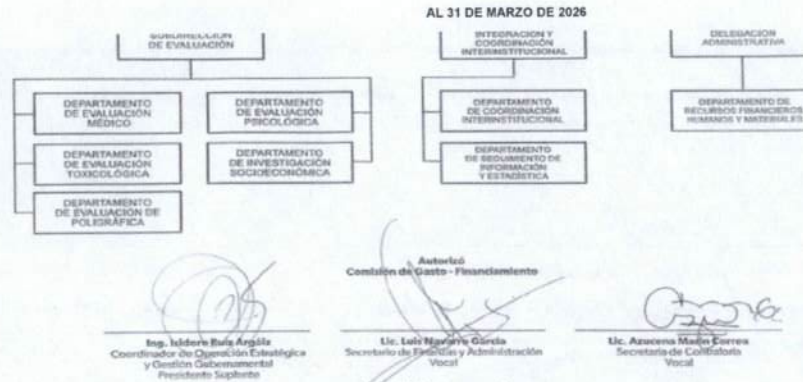 AL 31 DE MARZO DE 2026
SUBDIRECCIÓN
DE EVALUACIÓN
INTEGRACIÓN Y
COORDINACIÓN
INTERINSTITUCIONAL
DELEGACIÓN
ADMINISTRATIVA
DEPARTAMENTO
DE EVALUACIÓN
MÉDICO
DEPARTAMENTO
DE EVALUACIÓN
PSICOLÓGICA
DEPARTAMENTO
DE COORDINACIÓN
INTERINSTITUCIONAL
DEPARTAMENTO DE
RECURSOS FINANCIEROS
HUMANOS Y MATERIALES
DEPARTAMENTO
DE EVALUACIÓN
TOXICOLÓGICA
DEPARTAMENTO
DE INVESTIGACIÓN
SOCIOECONÓMICA
DEPARTAMENTO
DE SEGUIMIENTO DE
INFORMACIÓN
Y ESTADÍSTICA
DEPARTAMENTO
DE EVALUACIÓN DE
POLIGRÁFICA
Autorizó
Comisión de Gasto - Financiamiento
Ing. Isidoro Ruiz Argáiz
Coordinador de Operación Estratégica
y Gestión Gubernamental
Presidente Suplente
Lic. Luis Navarro García
Secretario de Finanzas y Administración
Vocal
Lic. Azucena Marín Correa
Secretaria de Contraloría
Vocal